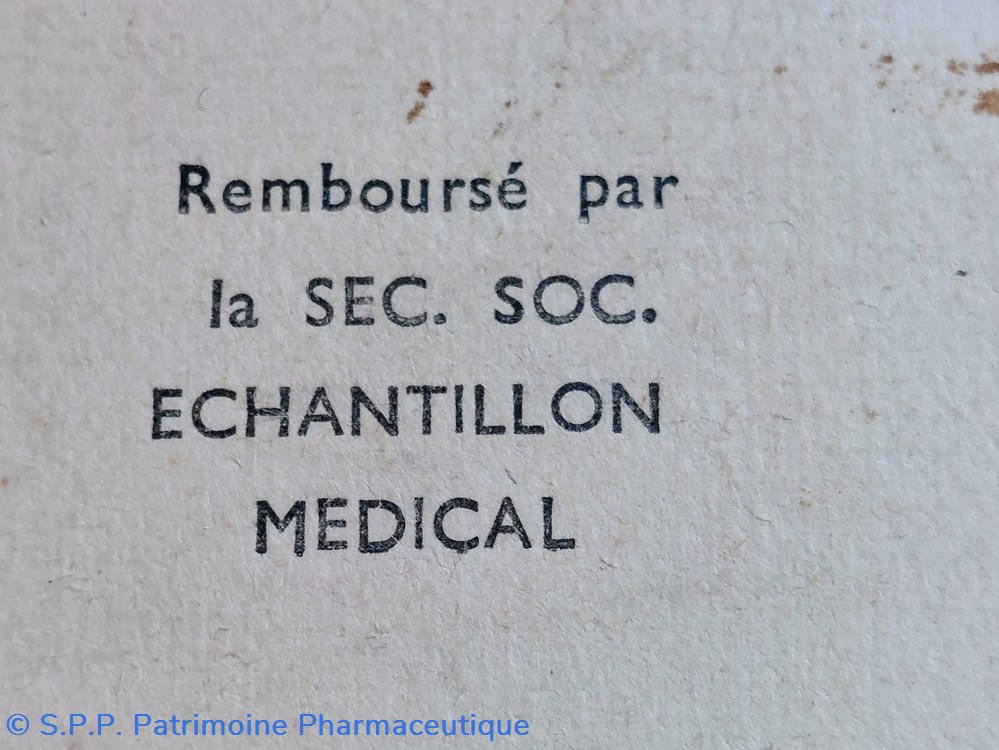 Remboursé par
la SEC. SOC.
ECHANTILLON
MEDICAL
© S.P.P. Patrimoine Pharmaceutique